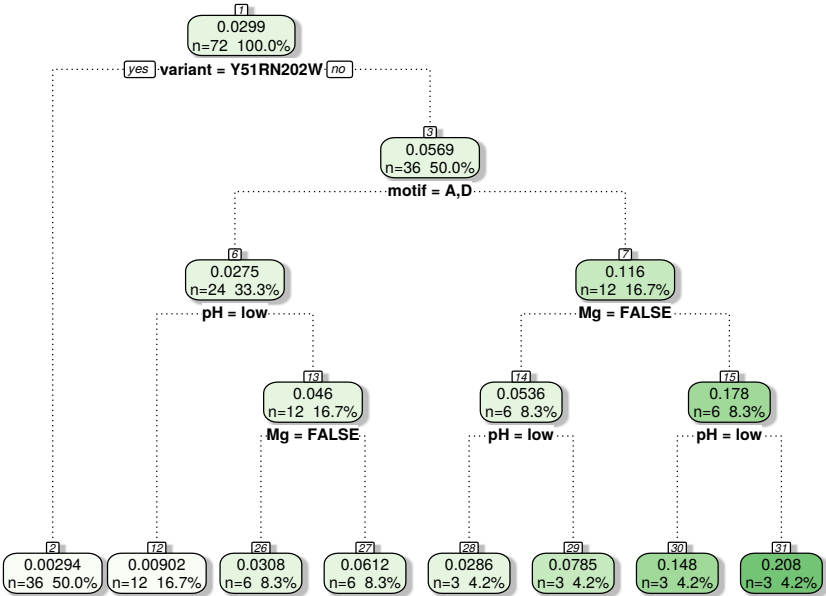 1
0.0299
n=72 100.0%
yes variant = Y51RN202W no
3
0.0569
n=36 50.0%
motif = A,D
6 7
0.0275 0.116
n=24 33.3% n=12 16.7%
pH = low Mg = FALSE
13 14 15
0.046 0.0536 0.178
n=12 16.7% n=6 8.3% n=6 8.3%
Mg = FALSE pH = low pH = low
2 12 26 27 28 29 30 31
0.00294 0.00902 0.0308 0.0612 0.0286 0.0785 0.148 0.208
n=36 50.0% n=12 16.7% n=6 8.3% n=6 8.3% n=3 4.2% n=3 4.2% n=3 4.2% n=3 4.2%